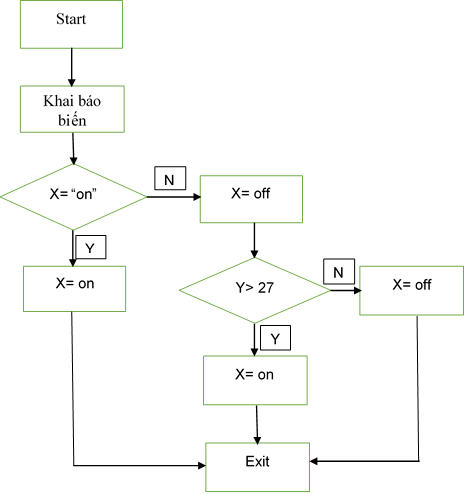 Start
Khai báo
biến
X= “on”
N
X= off
Y
X= on
Y> 27
N
X= off
Y
X= on
Exit